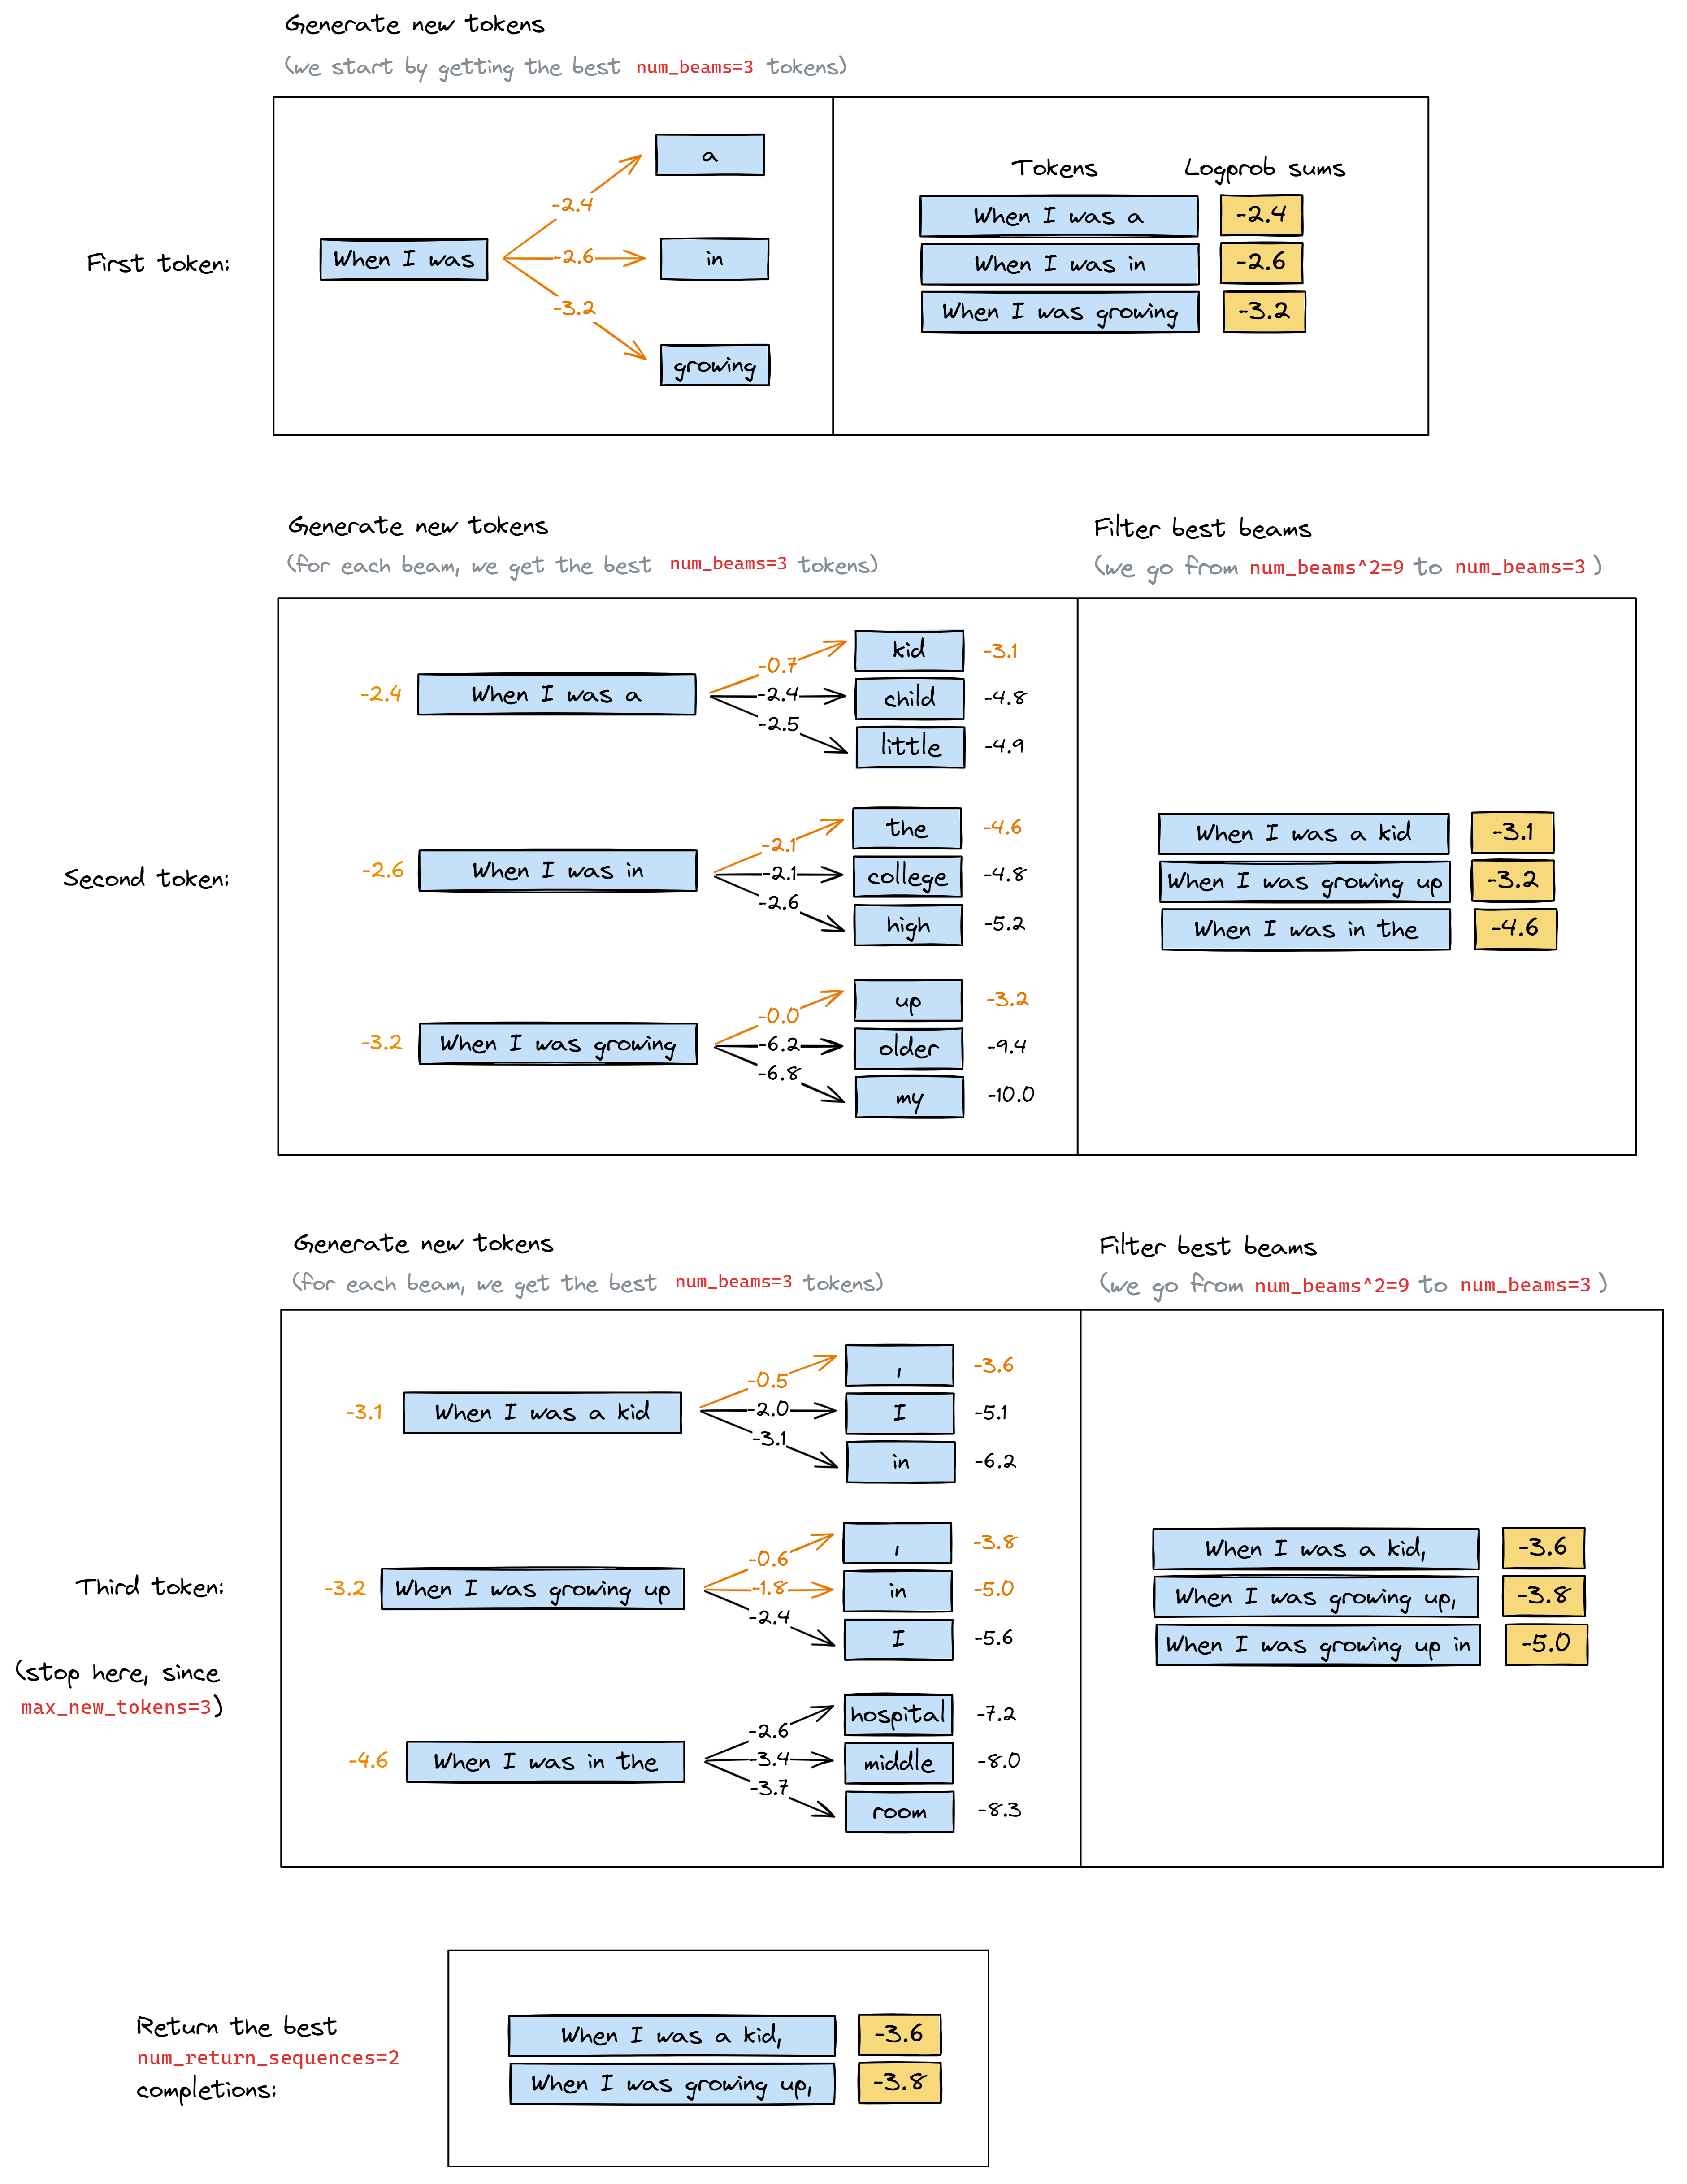 Generate new tokens
(we start by getting the best num_beams=3 tokens)
First token:
When I was
-2.4
-2.6
-3.2
a
in
growing
Tokens Logprob sums
When I was a -2.4
When I was in -2.6
When I was growing -3.2
Generate new tokens
(for each beam, we get the best num_beams=3 tokens)
Filter best beams
(we go from num_beams^2=9 to num_beams=3 )
Second token:
-2.4 When I was a
-0.7 kid -3.1
-2.4 child -4.8
-2.5 little -4.9
-2.6 When I was in
-2.1 the -4.6
-2.1 college -4.8
-2.6 high -5.2
-3.2 When I was growing
-0.0 up -3.2
-6.2 older -9.4
-6.8 my -10.0
When I was a kid -3.1
When I was growing up -3.2
When I was in the -4.6
Generate new tokens
(for each beam, we get the best num_beams=3 tokens)
Filter best beams
(we go from num_beams^2=9 to num_beams=3 )
Third token:
(stop here, since
max_new_tokens=3)
-3.1 When I was a kid
-0.5 , -3.6
-2.0 I -5.1
-3.1 in -6.2
-3.2 When I was growing up
-0.6 , -3.8
-1.8 in -5.0
-2.4 I -5.6
-4.6 When I was in the
-2.6 hospital -7.2
-3.4 middle -8.0
-3.7 room -8.3
When I was a kid, -3.6
When I was growing up, -3.8
When I was growing up in -5.0
Return the best
num_return_sequences=2
completions:
When I was a kid, -3.6
When I was growing up, -3.8